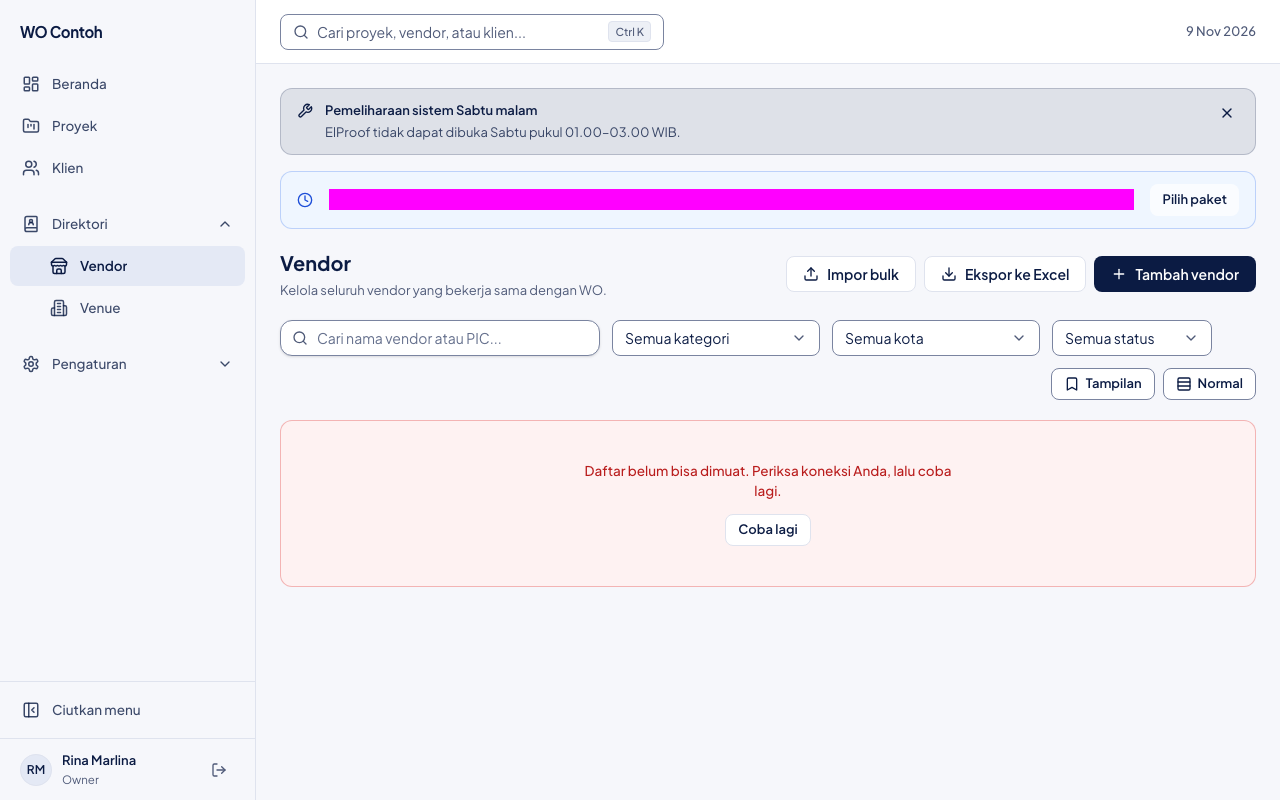 WO Contoh
Cari proyek, vendor, atau klien...
Ctrl K
9 Nov 2026
Beranda
Proyek
Klien
Direktori
Vendor
Venue
Pengaturan
Pemeliharaan sistem Sabtu malam
ElProof tidak dapat dibuka Sabtu pukul 01.00–03.00 WIB.
Pilih paket
Vendor
Kelola seluruh vendor yang bekerja sama dengan WO.
Impor bulk
Ekspor ke Excel
Tambah vendor
Cari nama vendor atau PIC...
Semua kategori
Semua kota
Semua status
Tampilan
Normal
Daftar belum bisa dimuat. Periksa koneksi Anda, lalu coba
lagi.
Coba lagi
Ciutkan menu
RM
Rina Marlina
Owner